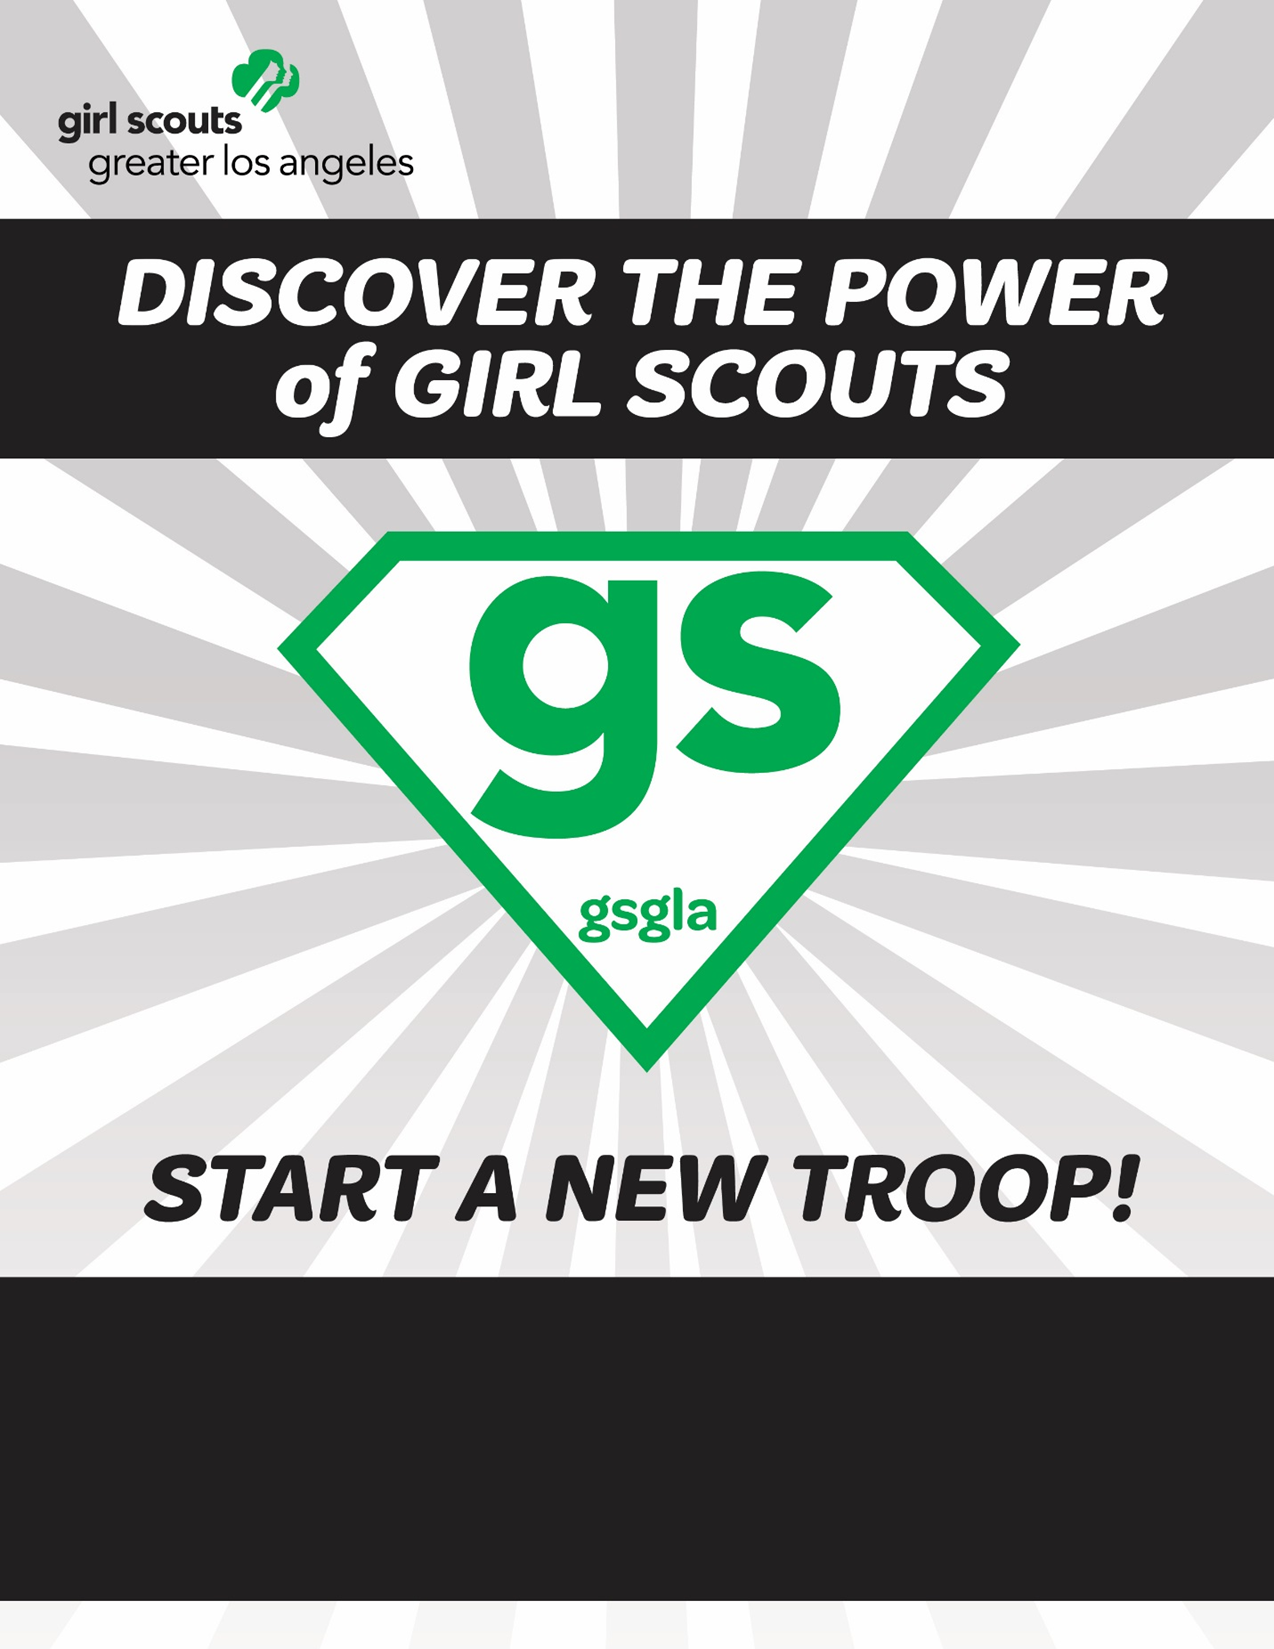 girl scouts
greater los angeles
DISCOVER THE POWER
of GIRL SCOUTS
gs
gsgla
START A NEW TROOP!